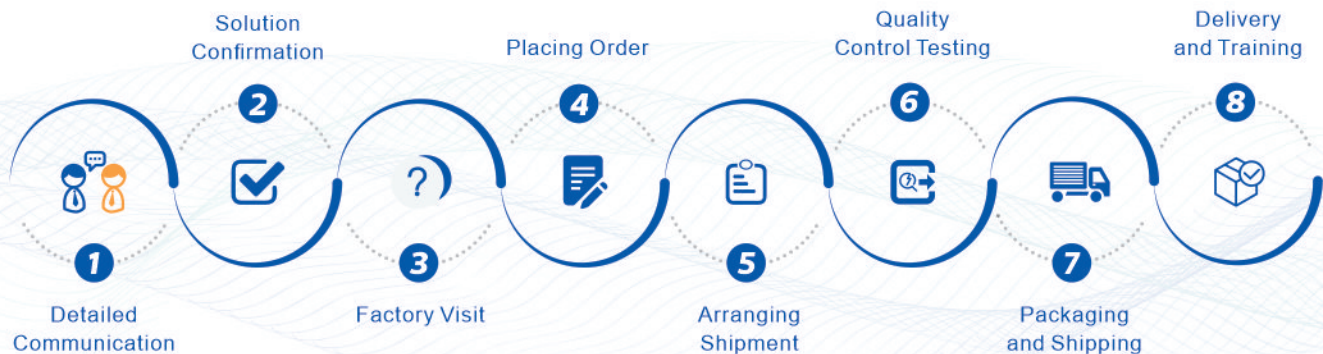 1
Detailed
Communication
2
Solution
Confirmation
3
Factory Visit
?
4
Placing Order
5
Arranging
Shipment
6
Quality
Control Testing
7
Packaging
and Shipping
8
Delivery
and Training